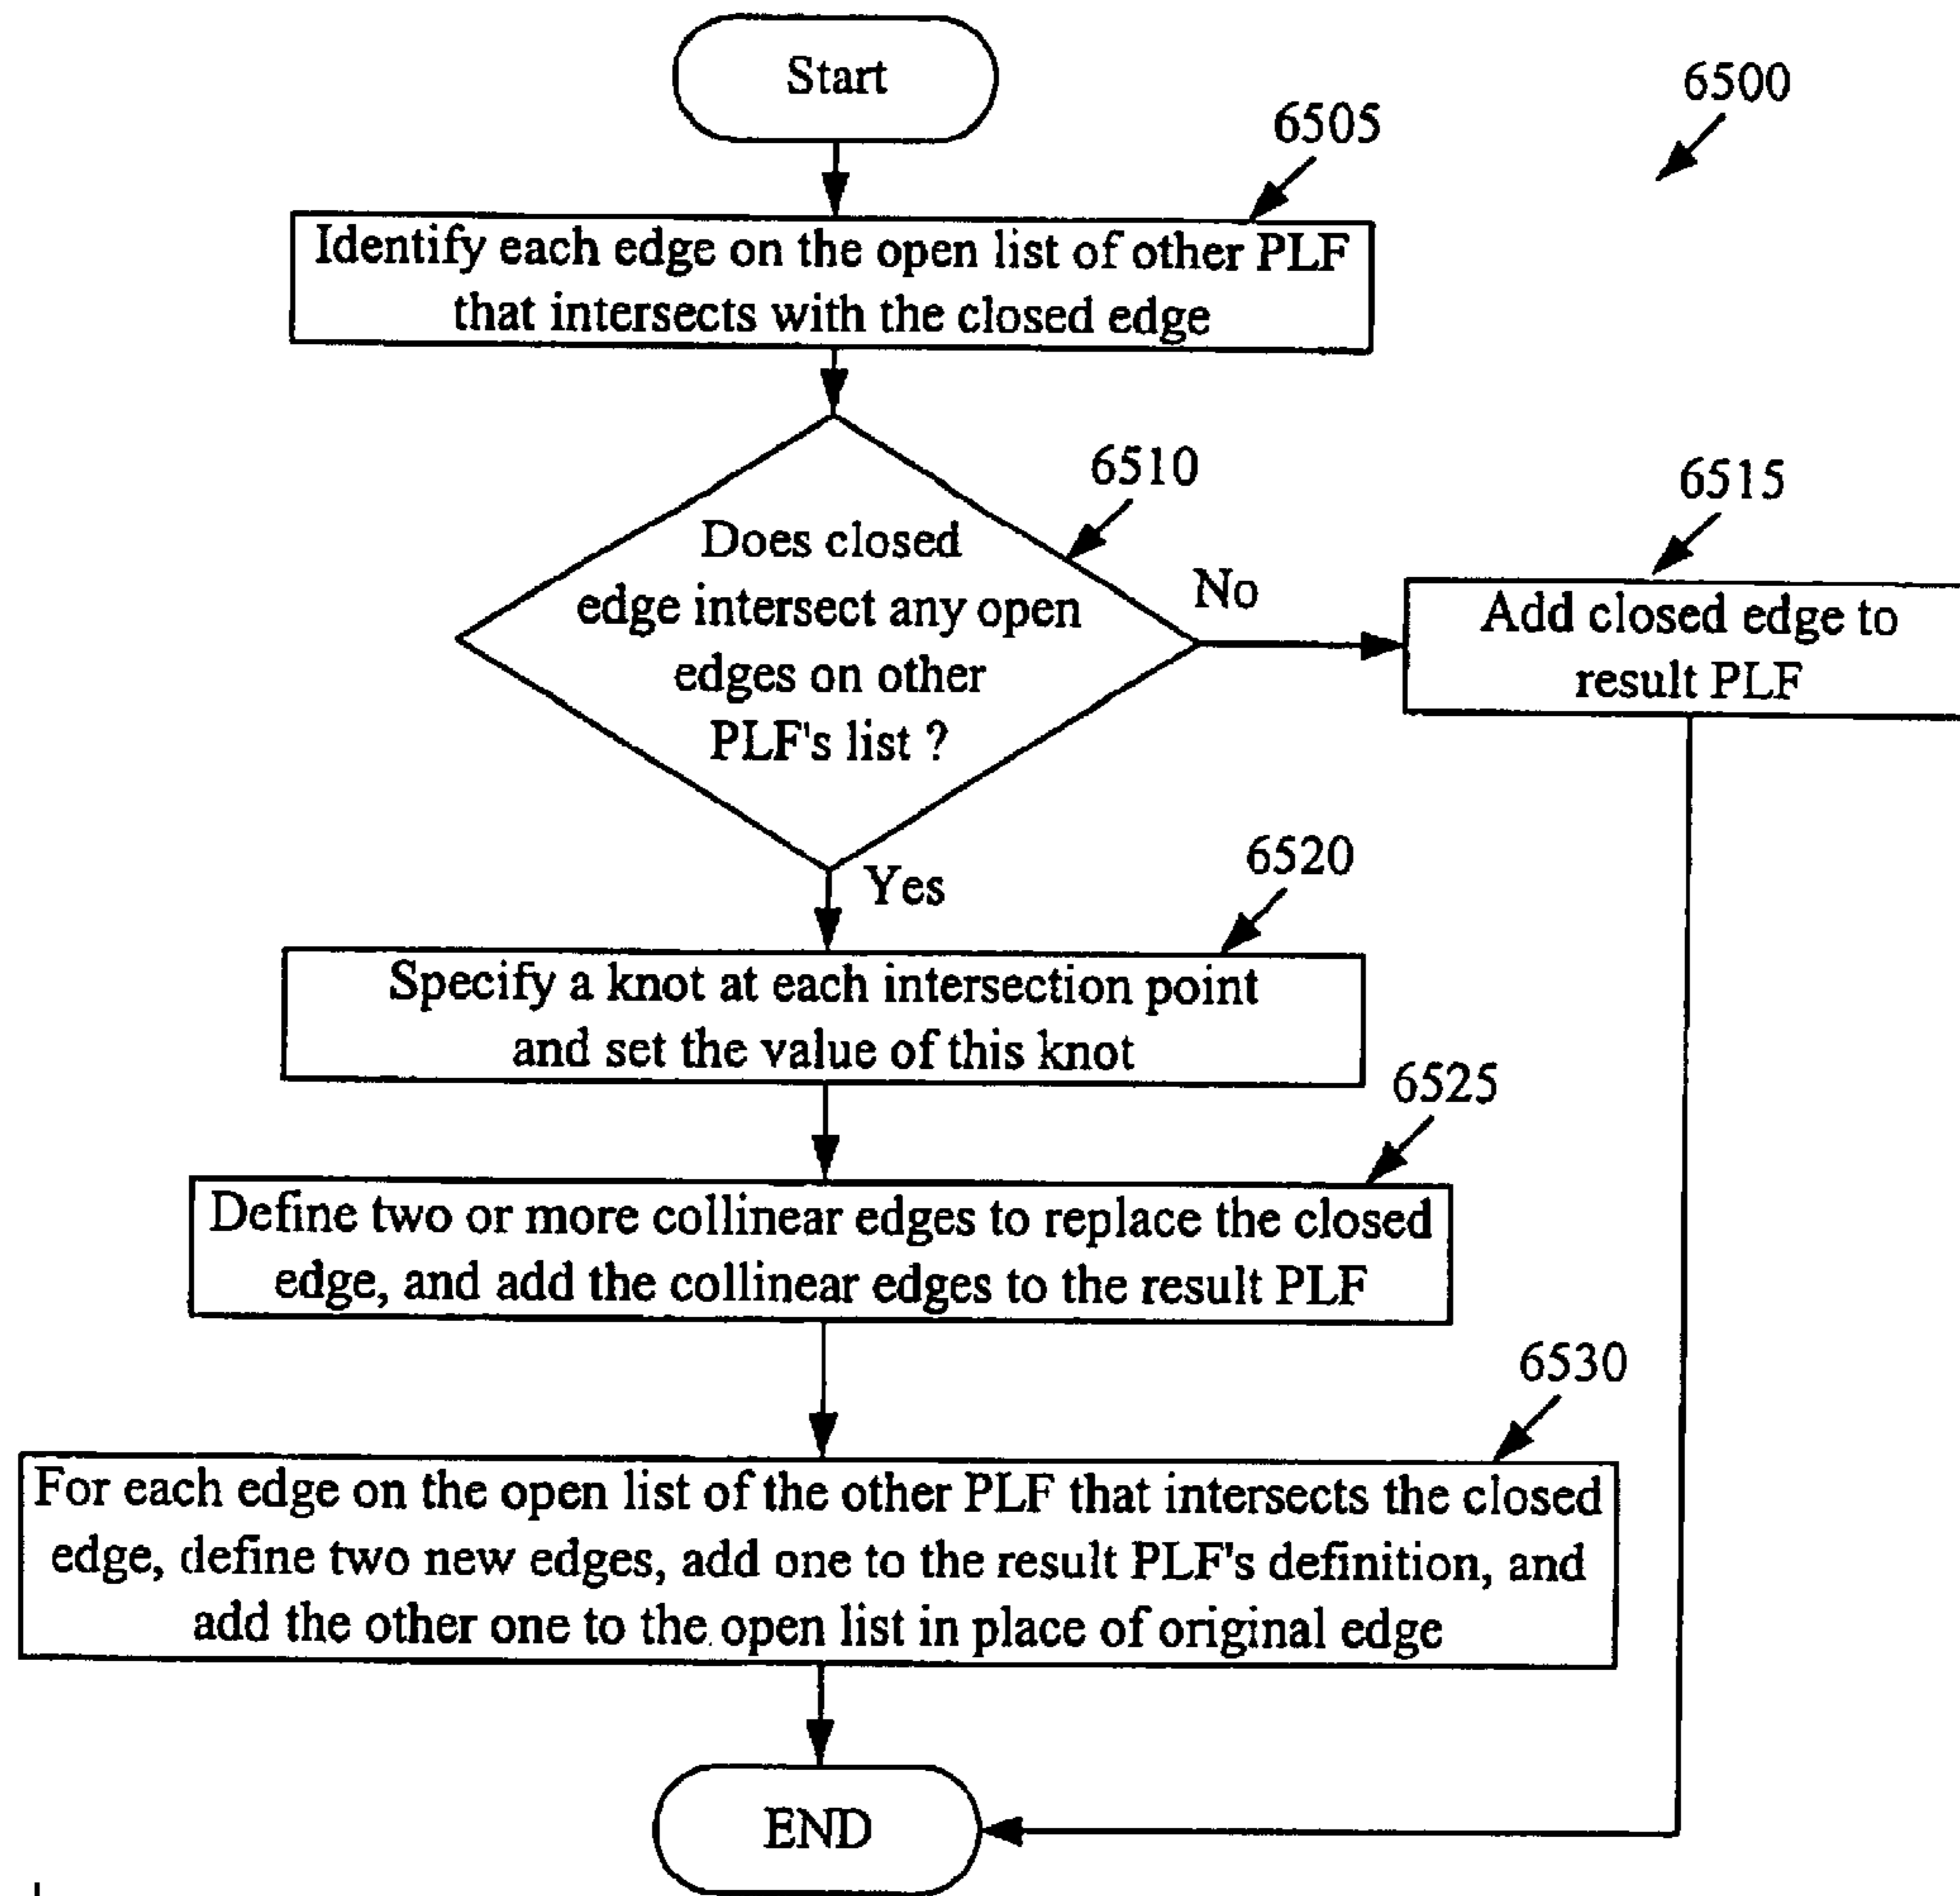 Start
6500
6505
Identify each edge on the open list of other PLF
that intersects with the closed edge
6510
Does closed
edge intersect any open
edges on other
PLF's list ?
No
6515
Add closed edge to
result PLF
Yes
6520
Specify a knot at each intersection point
and set the value of this knot
6525
Define two or more collinear edges to replace the closed
edge, and add the collinear edges to the result PLF
6530
For each edge on the open list of the other PLF that intersects the closed
edge, define two new edges, add one to the result PLF's definition, and
add the other one to the open list in place of original edge
END